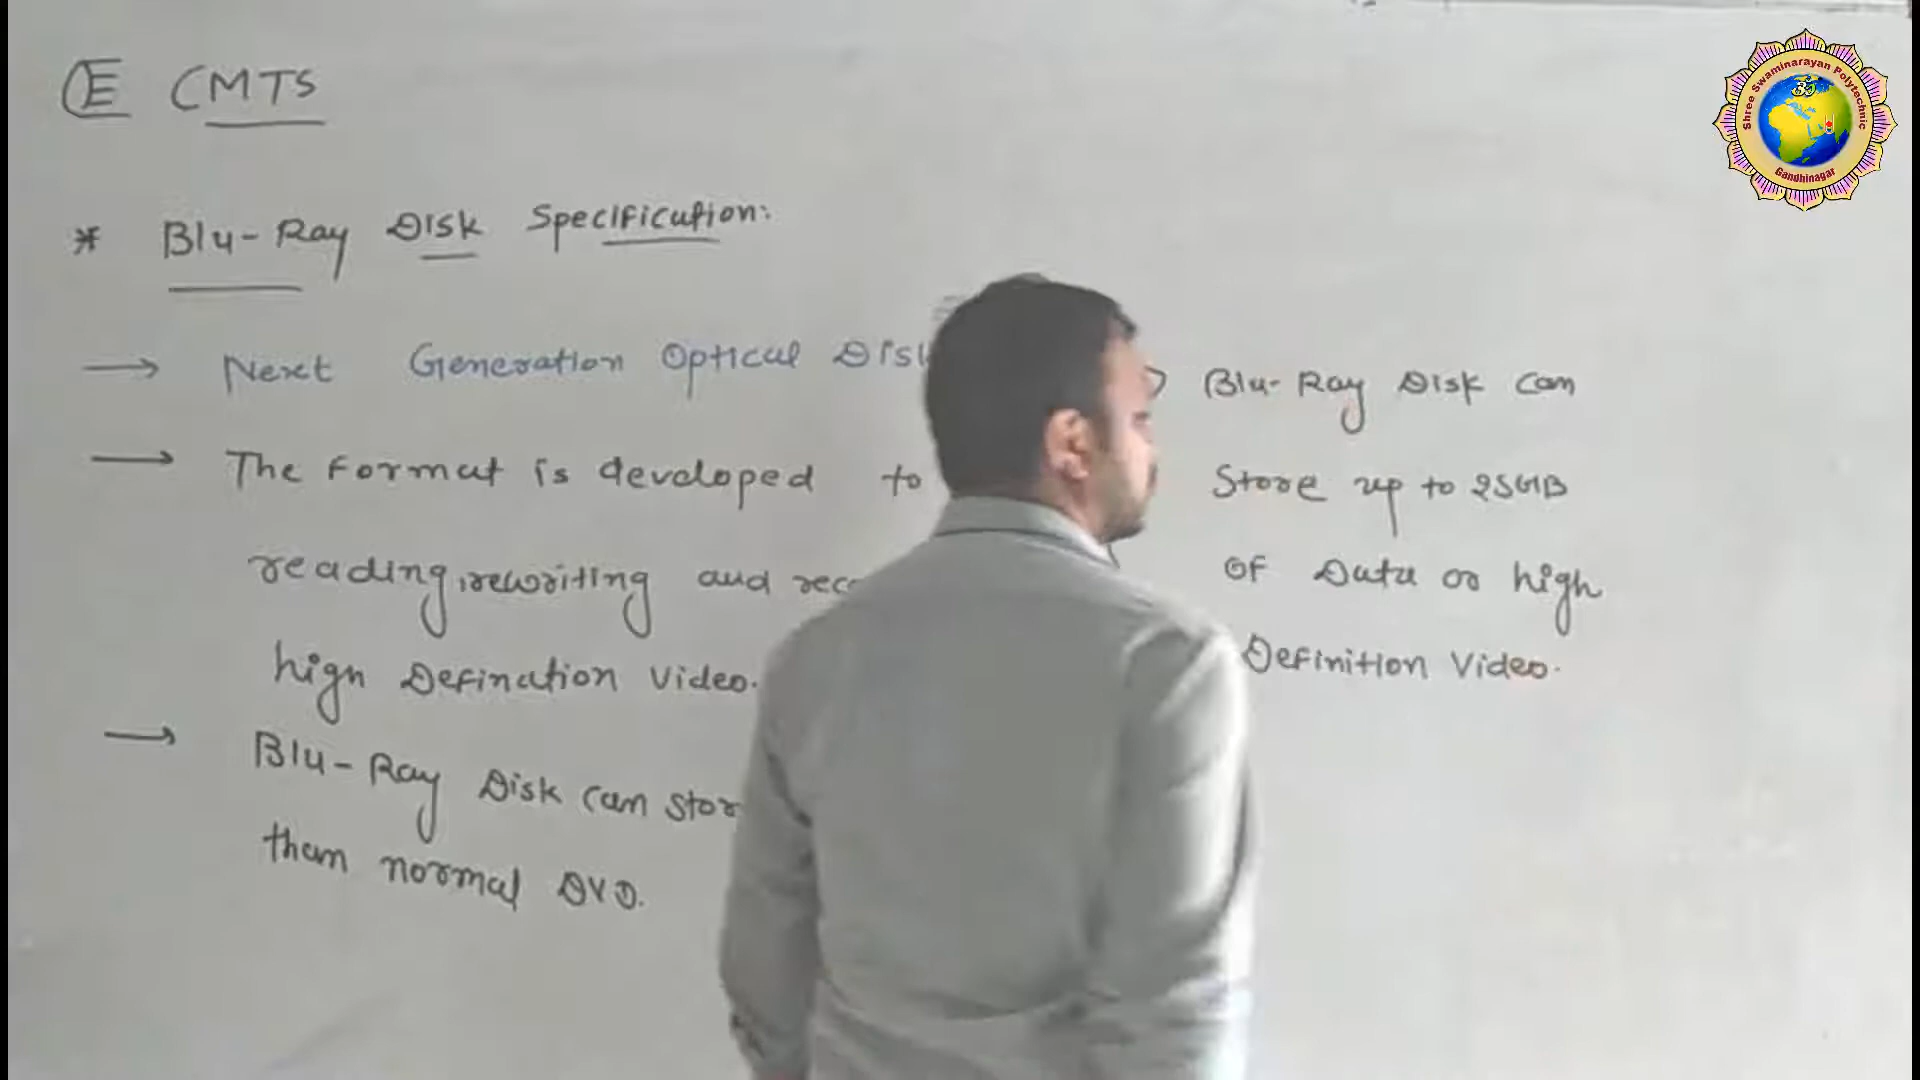 E CMTS
* Blu-Ray Disk Specification:
→ Next Generation Optical Disk
→ The Format is developed to
reading, rewriting and
high Defination Video.
→ Blu-Ray Disk can
than normal DVD.
Blu-Ray Disk can
Store up to 25GB
of Data or high
Definition Video.
Shree Swaminarayan Polytechnic
Gandhinagar